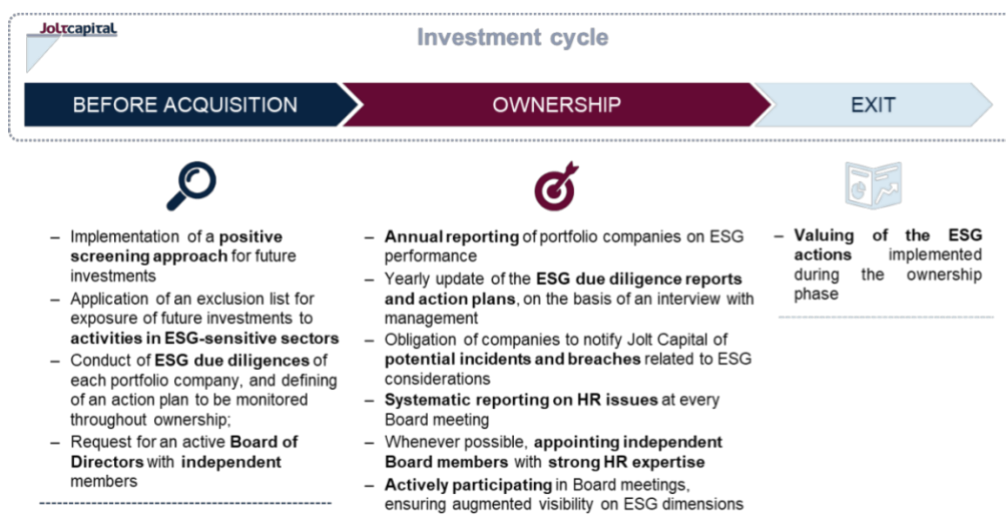 Joltcapital
Investment cycle
BEFORE ACQUISITION
OWNERSHIP
EXIT
– Implementation of a positive
screening approach for future
investments
– Application of an exclusion list for
exposure of future investments to
activities in ESG-sensitive sectors
– Conduct of ESG due diligences of
each portfolio company, and defining
of an action plan to be monitored
throughout ownership;
– Request for an active Board of
Directors with independent
members
– Annual reporting of portfolio companies on ESG
performance
– Yearly update of the ESG due diligence reports
and action plans, on the basis of an interview with
management
– Obligation of companies to notify Jolt Capital of
potential incidents and breaches related to ESG
considerations
– Systematic reporting on HR issues at every
Board meeting
– Whenever possible, appointing independent
Board members with strong HR expertise
– Actively participating in Board meetings,
ensuring augmented visibility on ESG dimensions
– Valuing of the ESG
actions implemented
during the ownership
phase